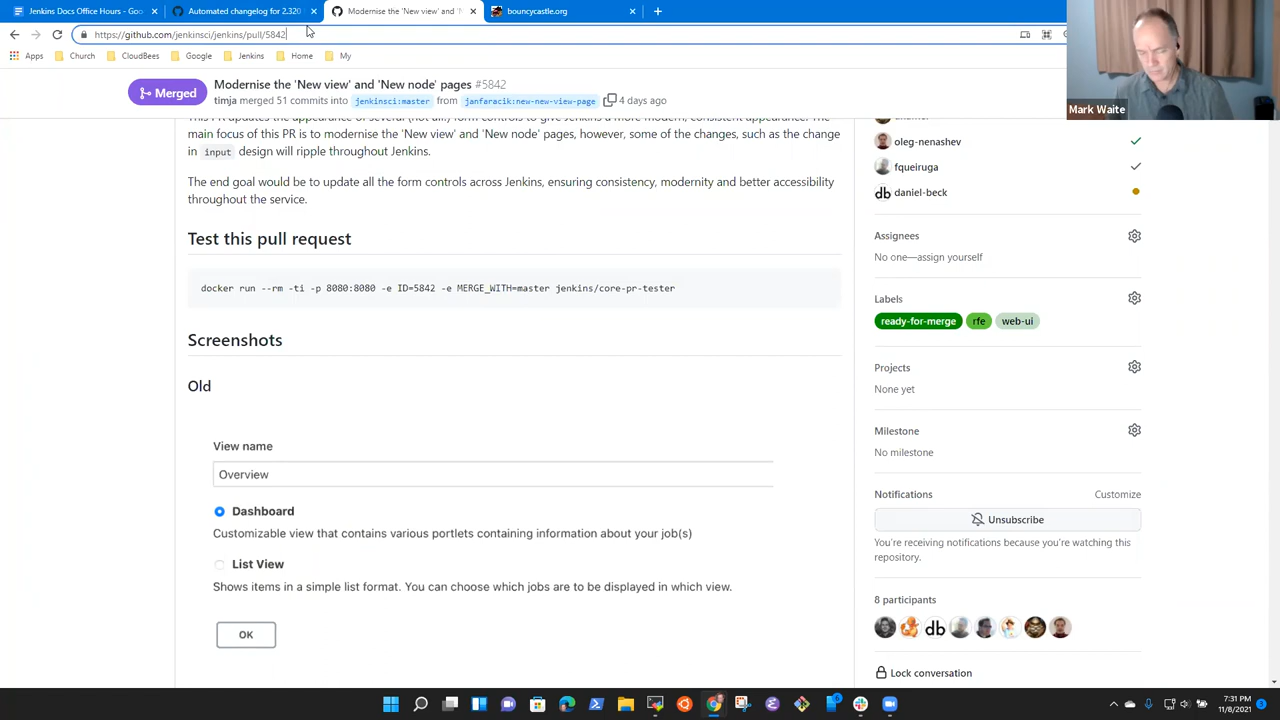 Jenkins Docs Office Hours - Goo
Automated changelog for 2.320
Modernise the 'New view' and 'N
bouncycastle.org
https://github.com/jenkinsci/jenkins/pull/5842
Apps
Church
CloudBees
Google
Jenkins
Home
My
Merged
Modernise the 'New view' and 'New node' pages #5842
timja merged 51 commits into jenkinsci:master from janfaracik:new-new-view-page 4 days ago
Mark Waite
main focus of this PR is to modernise the 'New view' and 'New node' pages, however, some of the changes, such as the change
in input design will ripple throughout Jenkins.
The end goal would be to update all the form controls across Jenkins, ensuring consistency, modernity and better accessibility
throughout the service.
Test this pull request
docker run --rm -ti -p 8080:8080 -e ID=5842 -e MERGE_WITH=master jenkins/core-pr-tester
Screenshots
Old
View name
Overview
Dashboard
Customizable view that contains various portlets containing information about your job(s)
List View
Shows items in a simple list format. You can choose which jobs are to be displayed in which view.
OK
oleg-nenashev
fqueiruga
db daniel-beck
Assignees
No one—assign yourself
Labels
ready-for-merge rfe web-ui
Projects
None yet
Milestone
No milestone
Notifications Customize
Unsubscribe
You're receiving notifications because you're watching this
repository.
8 participants
db
Lock conversation
7:31 PM
11/8/2021